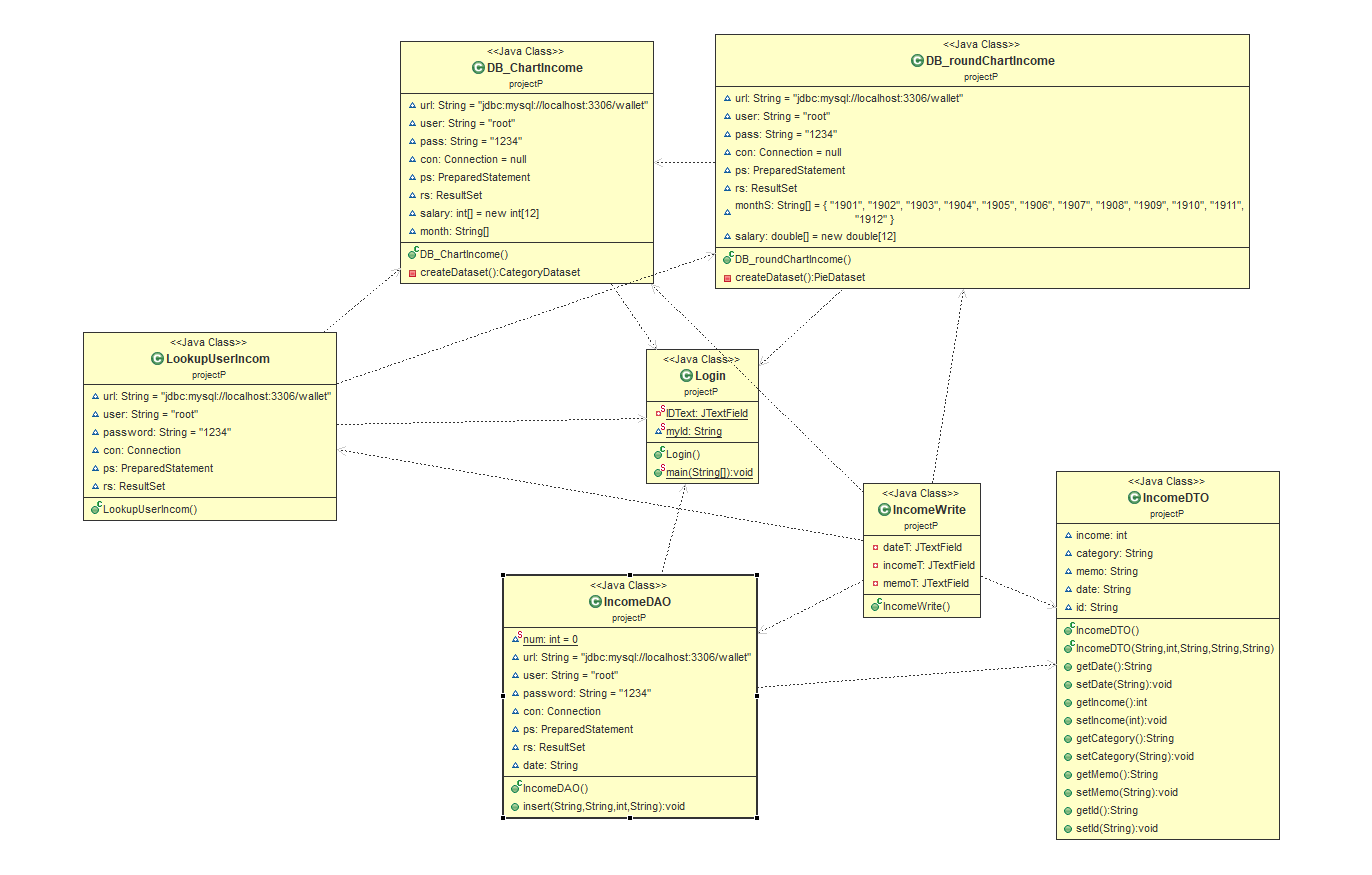 <<Java Class>>
DB_ChartIncome
projectP
url: String = "jdbc:mysql://localhost:3306/wallet"
user: String = "root"
pass: String = "1234"
con: Connection = null
ps: PreparedStatement
rs: ResultSet
salary: int[] = new int[12]
month: String[]
DB_ChartIncome()
createDataset():CategoryDataset
<<Java Class>>
DB_roundChartIncome
projectP
url: String = "jdbc:mysql://localhost:3306/wallet"
user: String = "root"
pass: String = "1234"
con: Connection = null
ps: PreparedStatement
rs: ResultSet
monthS: String[] = { "1901", "1902", "1903", "1904", "1905", "1906", "1907", "1908", "1909", "1910", "1911",
"1912" }
salary: double[] = new double[12]
DB_roundChartIncome()
createDataset():PieDataset
<<Java Class>>
LookupUserIncom
projectP
url: String = "jdbc:mysql://localhost:3306/wallet"
user: String = "root"
password: String = "1234"
con: Connection
ps: PreparedStatement
rs: ResultSet
LookupUserIncom()
<<Java Class>>
Login
projectP
IDText: JTextField
myId: String
Login()
main(String[]):void
<<Java Class>>
IncomeWrite
projectP
dateT: JTextField
incomeT: JTextField
memoT: JTextField
IncomeWrite()
<<Java Class>>
IncomeDTO
projectP
income: int
category: String
memo: String
date: String
id: String
IncomeDTO()
IncomeDTO(String,int,String,String,String)
getDate():String
setDate(String):void
getIncome():int
setIncome(int):void
getCategory():String
setCategory(String):void
getMemo():String
setMemo(String):void
getId():String
setId(String):void
<<Java Class>>
IncomeDAO
projectP
num: int = 0
url: String = "jdbc:mysql://localhost:3306/wallet"
user: String = "root"
password: String = "1234"
con: Connection
ps: PreparedStatement
rs: ResultSet
date: String
IncomeDAO()
insert(String,String,int,String):void